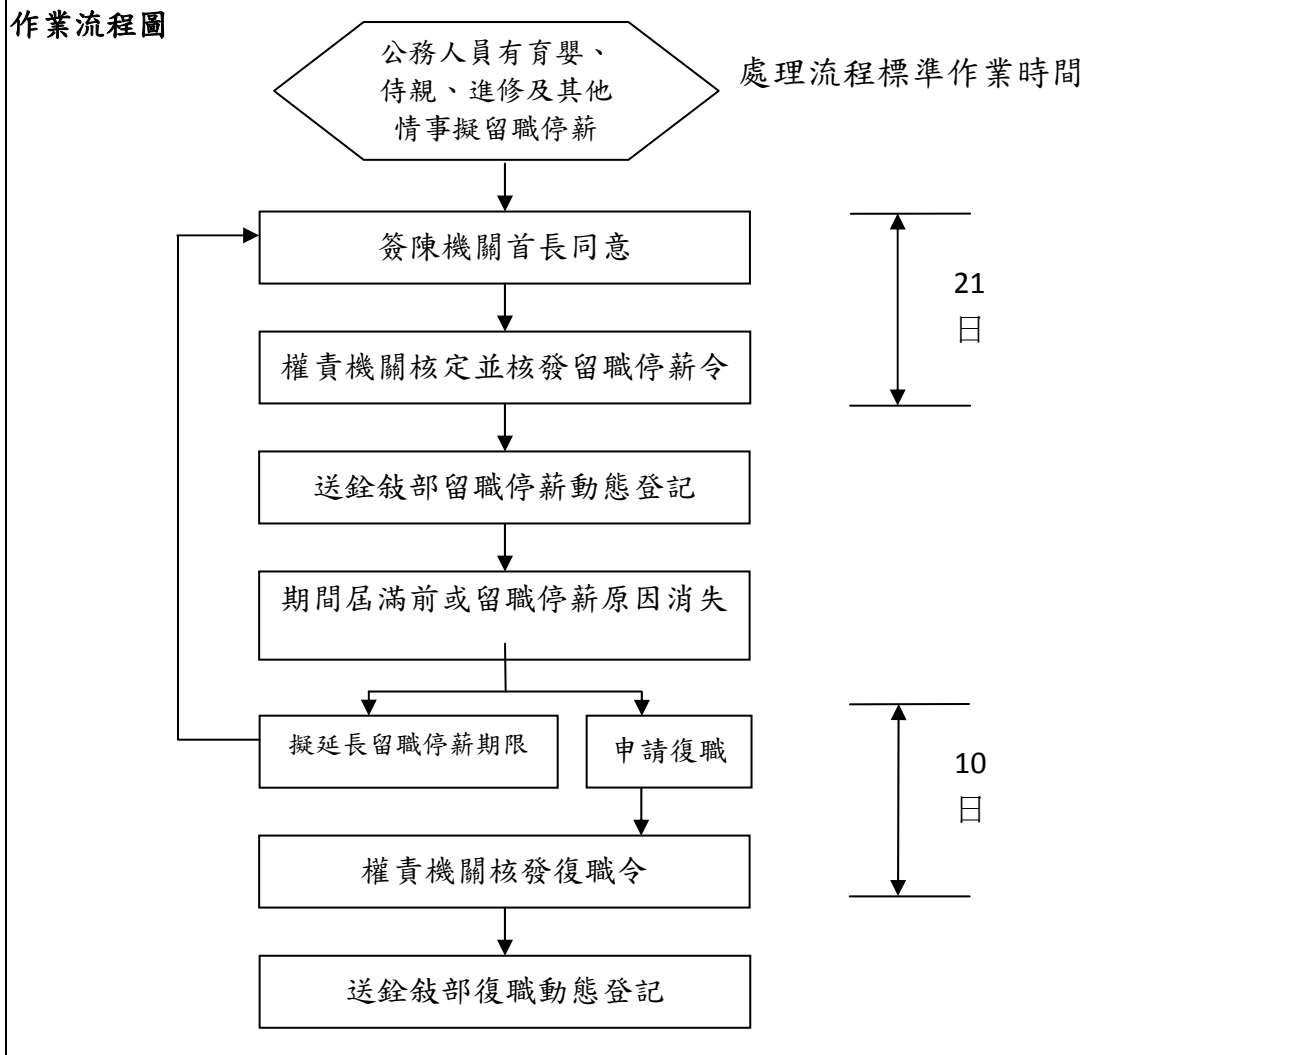 作業流程圖
公務人員有育嬰、
侍親、進修及其他
情事擬留職停薪
處理流程標準作業時間
簽陳機關首長同意
21
日
權責機關核定並核發留職停薪令
送銓敍部留職停薪動態登記
期間屆滿前或留職停薪原因消失
擬延長留職停薪期限
申請復職
10
日
權責機關核發復職令
送銓敍部復職動態登記